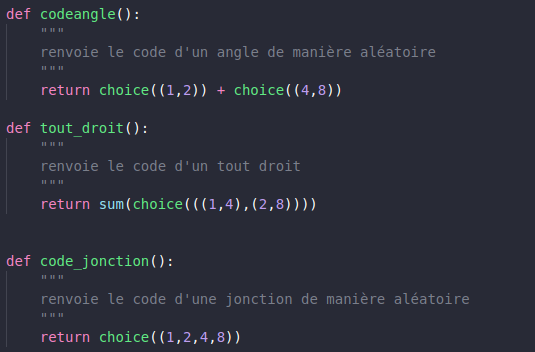 def codeangle():
    """
    renvoie le code d'un angle de manière aléatoire
    """
    return choice((1,2)) + choice((4,8))
def tout_droit():
    """
    renvoie le code d'un tout droit
    """
    return sum(choice(((1,4),(2,8))))
def code_jonction():
    """
    renvoie le code d'une jonction de manière aléatoire
    """
    return choice((1,2,4,8))